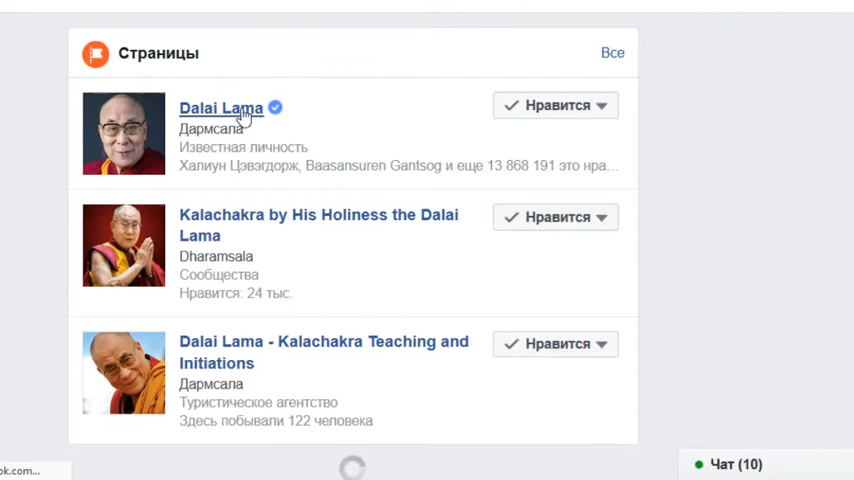 Страницы
Все
Dalai Lama
Нравится
Дармсала
Известная личность
Халиун Цэвэгдорж, Baasansuren Gantsog и еще 13 868 191 это нра...
Kalachakra by His Holiness the Dalai
Lama
Нравится
Dharamsala
Сообщества
Нравится: 24 тыс.
Dalai Lama - Kalachakra Teaching and
Initiations
Нравится
Дармсала
Туристическое агентство
Здесь побывали 122 человека
ok.com...
Чат (10)